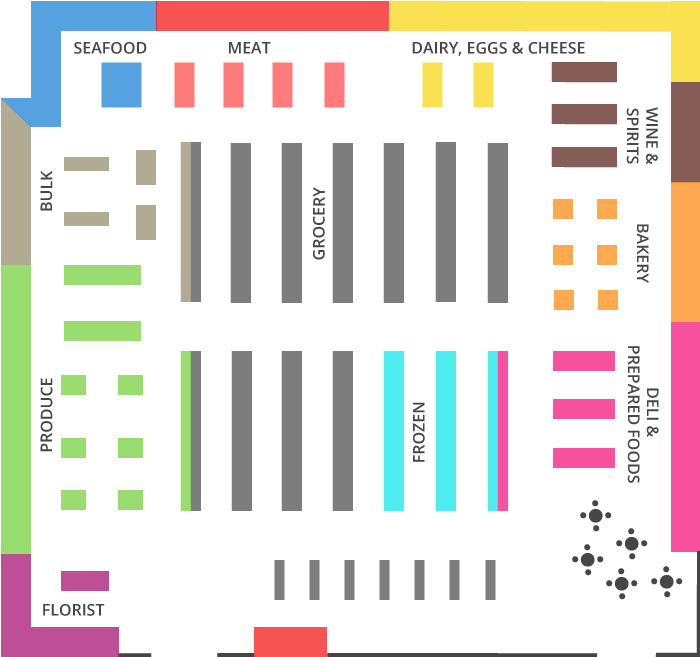 SEAFOOD
MEAT
DAIRY, EGGS & CHEESE
WINE &
SPIRITS
BULK
GROCERY
BAKERY
PRODUCE
FROZEN
DELI &
PREPARED FOODS
FLORIST